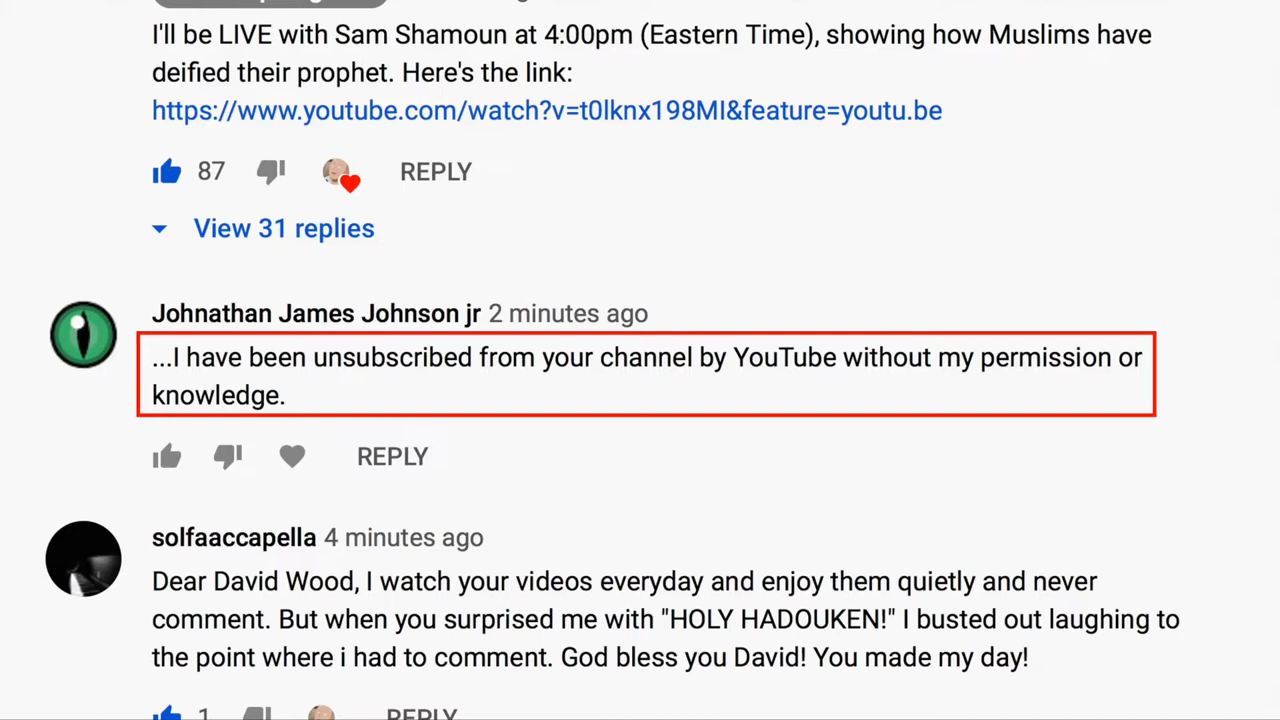 I'll be LIVE with Sam Shamoun at 4:00pm (Eastern Time), showing how Muslims have
deified their prophet. Here's the link:
https://www.youtube.com/watch?v=t0lknx198MI&feature=youtu.be
87 REPLY
View 31 replies
Johnathan James Johnson jr 2 minutes ago
...I have been unsubscribed from your channel by YouTube without my permission or
knowledge.
REPLY
solfaaccapella 4 minutes ago
Dear David Wood, I watch your videos everyday and enjoy them quietly and never
comment. But when you surprised me with "HOLY HADOUKEN!" I busted out laughing to
the point where i had to comment. God bless you David! You made my day!
1 REPLY